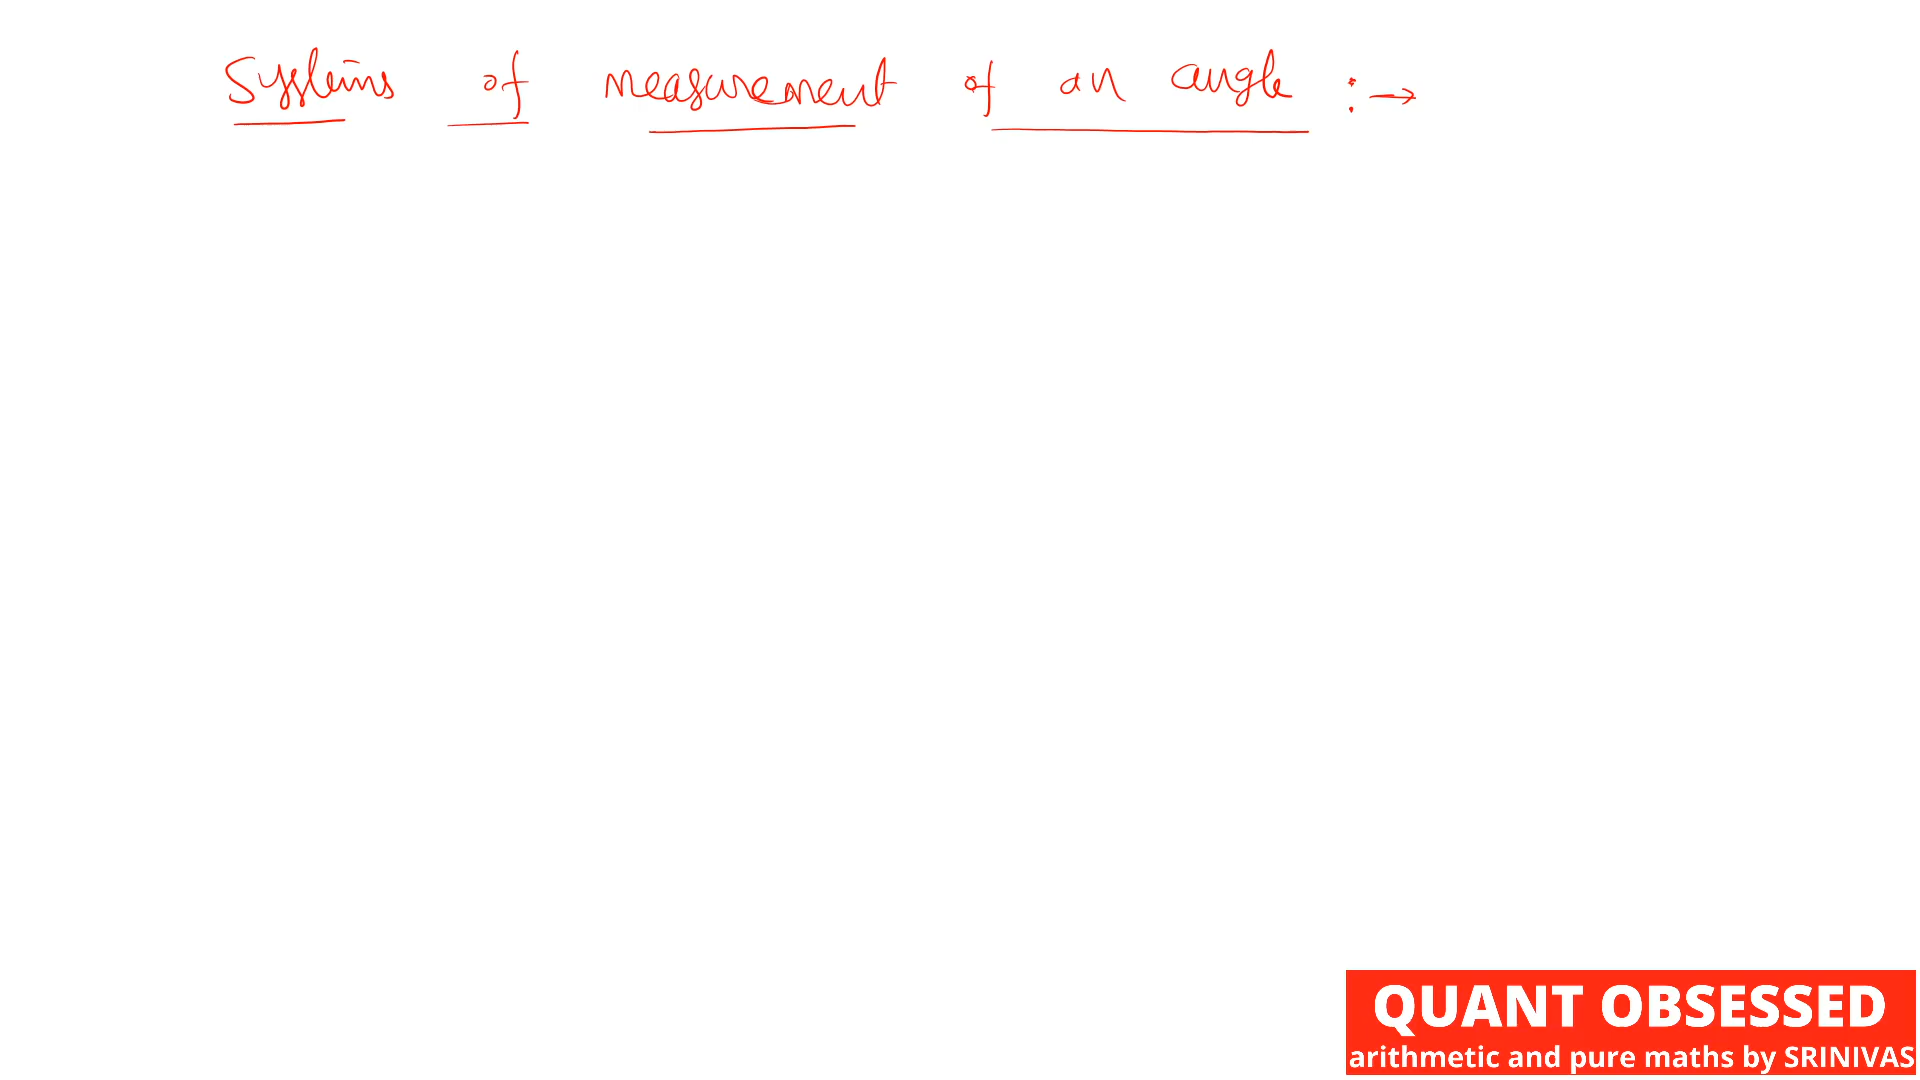 Systems of measurement of an angle :→
QUANT OBSESSED
arithmetic and pure maths by SRINIVAS